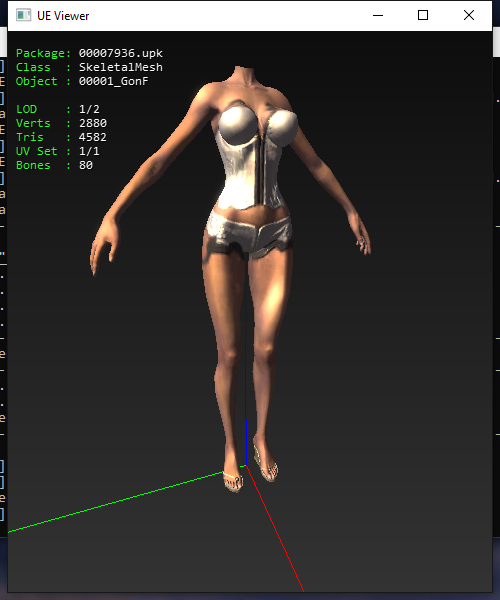 UE Viewer
Package: 00007936.upk
Class : SkeletalMesh
Object : 00001_GonF
LOD : 1/2
Verts : 2880
Tris : 4582
UV Set : 1/1
Bones : 80